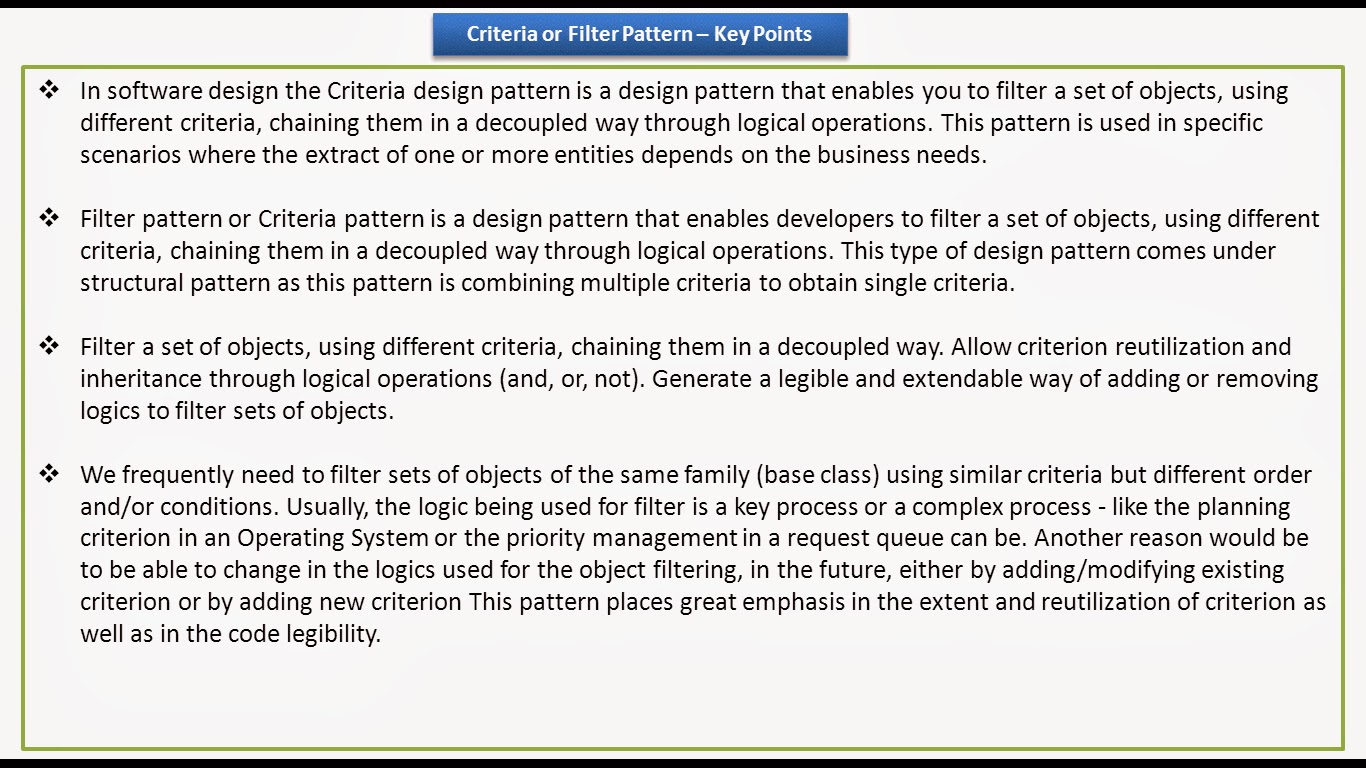 Criteria or Filter Pattern – Key Points
In software design the Criteria design pattern is a design pattern that enables you to filter a set of objects, using
different criteria, chaining them in a decoupled way through logical operations. This pattern is used in specific
scenarios where the extract of one or more entities depends on the business needs.
Filter pattern or Criteria pattern is a design pattern that enables developers to filter a set of objects, using different
criteria, chaining them in a decoupled way through logical operations. This type of design pattern comes under
structural pattern as this pattern is combining multiple criteria to obtain single criteria.
Filter a set of objects, using different criteria, chaining them in a decoupled way. Allow criterion reutilization and
inheritance through logical operations (and, or, not). Generate a legible and extendable way of adding or removing
logics to filter sets of objects.
We frequently need to filter sets of objects of the same family (base class) using similar criteria but different order
and/or conditions. Usually, the logic being used for filter is a key process or a complex process - like the planning
criterion in an Operating System or the priority management in a request queue can be. Another reason would be
to be able to change in the logics used for the object filtering, in the future, either by adding/modifying existing
criterion or by adding new criterion This pattern places great emphasis in the extent and reutilization of criterion as
well as in the code legibility.